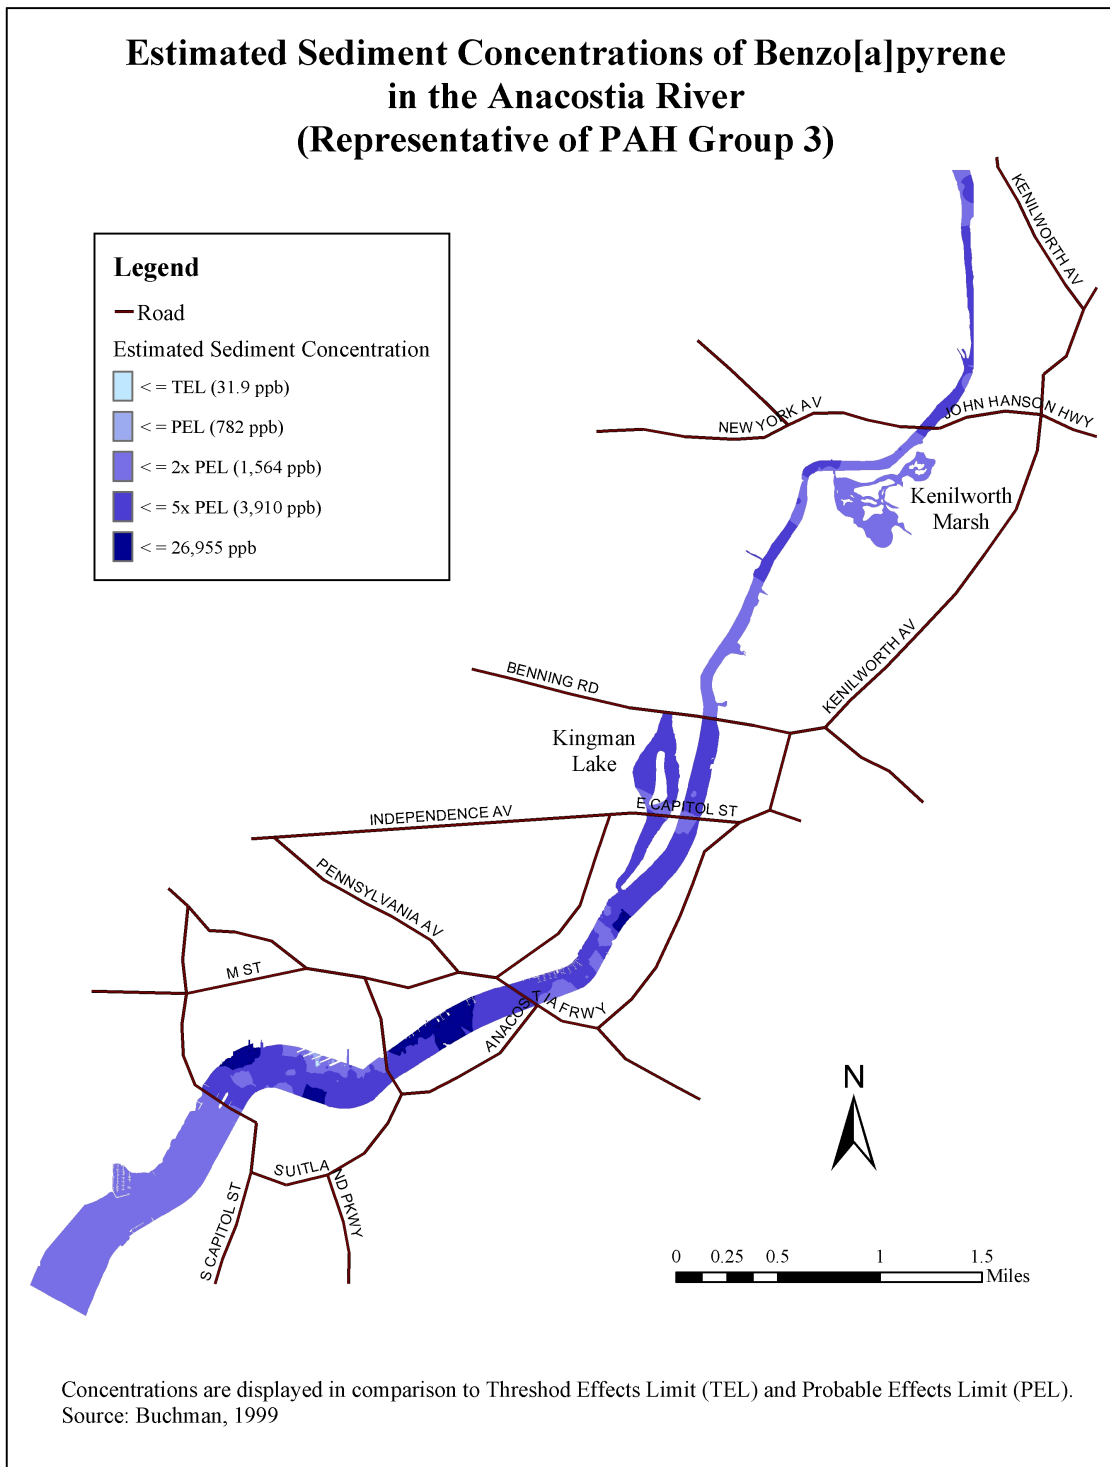 Estimated Sediment Concentrations of Benzo[a]pyrene
in the Anacostia River
(Representative of PAH Group 3)
Legend
Road
Estimated Sediment Concentration
< = TEL (31.9 ppb)
< = PEL (782 ppb)
< = 2x PEL (1,564 ppb)
< = 5x PEL (3,910 ppb)
< = 26,955 ppb
KENILWORTH AV
NEW YORK AV
JOHN HANSON HWY
Kenilworth
Marsh
KENILWORTH AV
BENNING RD
Kingman
Lake
E CAPITOL ST
INDEPENDENCE AV
PENNSYLVANIA AV
M ST
ANACOSTIA FRWY
SUITLAND PKWY
S CAPITOL ST
N
0 0.25 0.5 1 1.5
Miles
Concentrations are displayed in comparison to Threshod Effects Limit (TEL) and Probable Effects Limit (PEL).
Source: Buchman, 1999